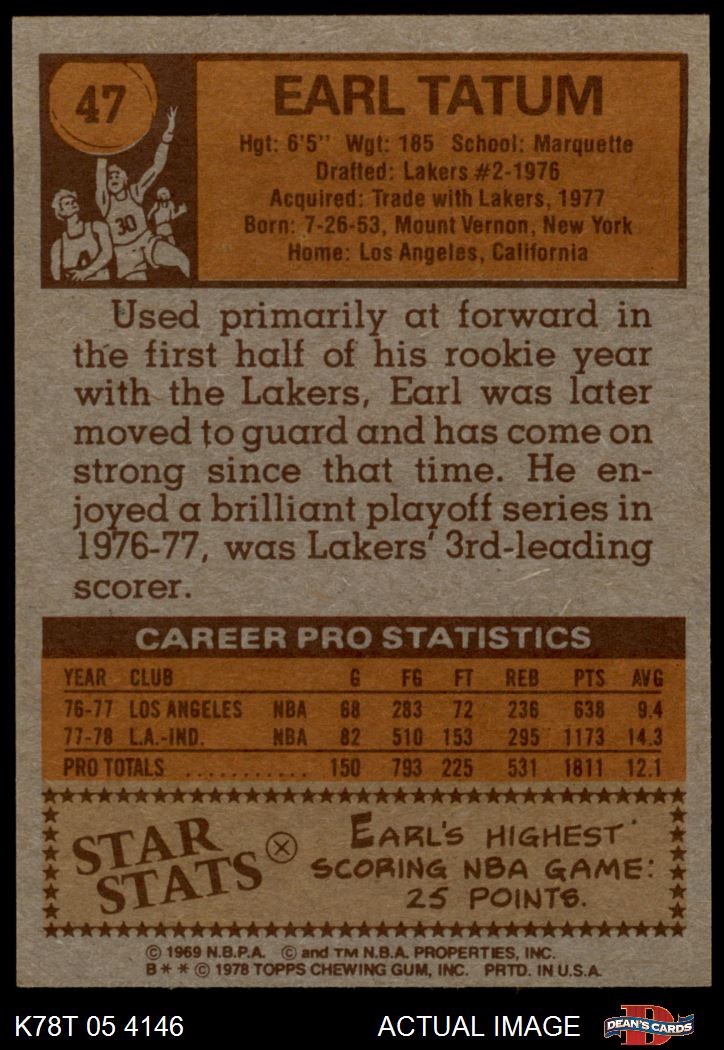 47
EARL TATUM
Hgt: 6'5" Wgt: 185 School: Marquette
Drafted: Lakers #2-1976
Acquired: Trade with Lakers, 1977
Born: 7-26-53, Mount Vernon, New York
Home: Los Angeles, California
30
Used primarily at forward in
the first half of his rookie year
with the Lakers, Earl was later
moved to guard and has come on
strong since that time. He en-
joyed a brilliant playoff series in
1976-77, was Lakers' 3rd-leading
scorer.
CAREER PRO STATISTICS
YEAR CLUB G FG FT REB PTS AVG
76-77 LOS ANGELES NBA 68 283 72 236 638 9.4
77-78 L.A.-IND. NBA 82 510 153 295 1173 14.3
PRO TOTALS ........... 150 793 225 531 1811 12.1
STAR
STATS
EARL'S HIGHEST
SCORING NBA GAME:
25 POINTS.
© 1969 N.B.P.A. © and TM N.B.A. PROPERTIES, INC.
B * * © 1978 TOPPS CHEWING GUM, INC. PRTD. IN U.S.A.
K78T 05 4146 ACTUAL IMAGE
D
DEAN'S CARDS